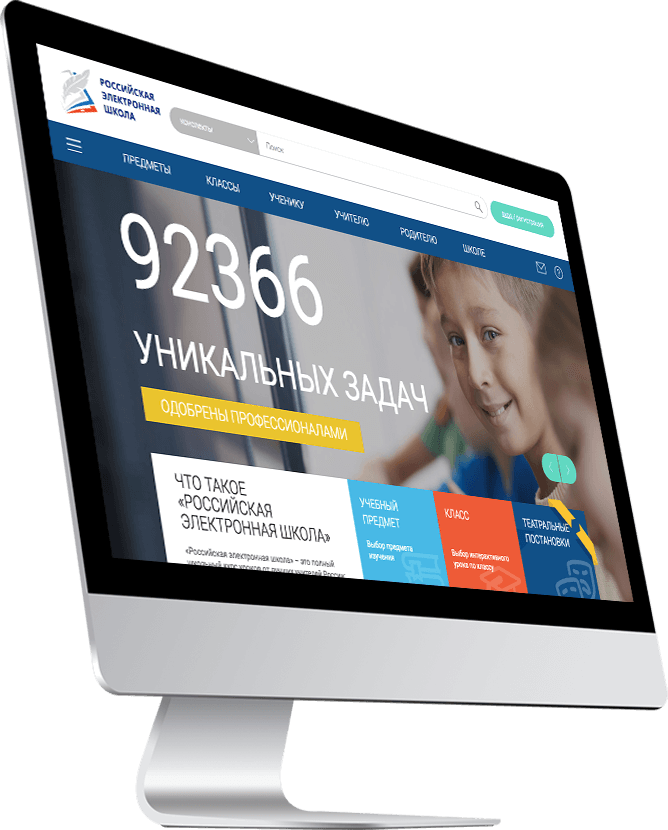 РОССИЙСКАЯ
ЭЛЕКТРОННАЯ
ШКОЛА
КОНСПЕКТЫ
Поиск
ВХОД / РЕГИСТРАЦИЯ
ПРЕДМЕТЫ
КЛАССЫ
УЧЕНИКУ
УЧИТЕЛЮ
РОДИТЕЛЮ
ШКОЛЕ
92366
УНИКАЛЬНЫХ ЗАДАЧ
ОДОБРЕНЫ ПРОФЕССИОНАЛАМИ
ЧТО ТАКОЕ
«РОССИЙСКАЯ
ЭЛЕКТРОННАЯ ШКОЛА»
«Российская электронная школа» – это полный
школьный курс уроков от лучших учителей России;
УЧЕБНЫЙ
ПРЕДМЕТ
Выбор предмета
изучения
КЛАСС
Выбор интерактивного
урока по классу
ТЕАТРАЛЬНЫЕ
ПОСТАНОВКИ